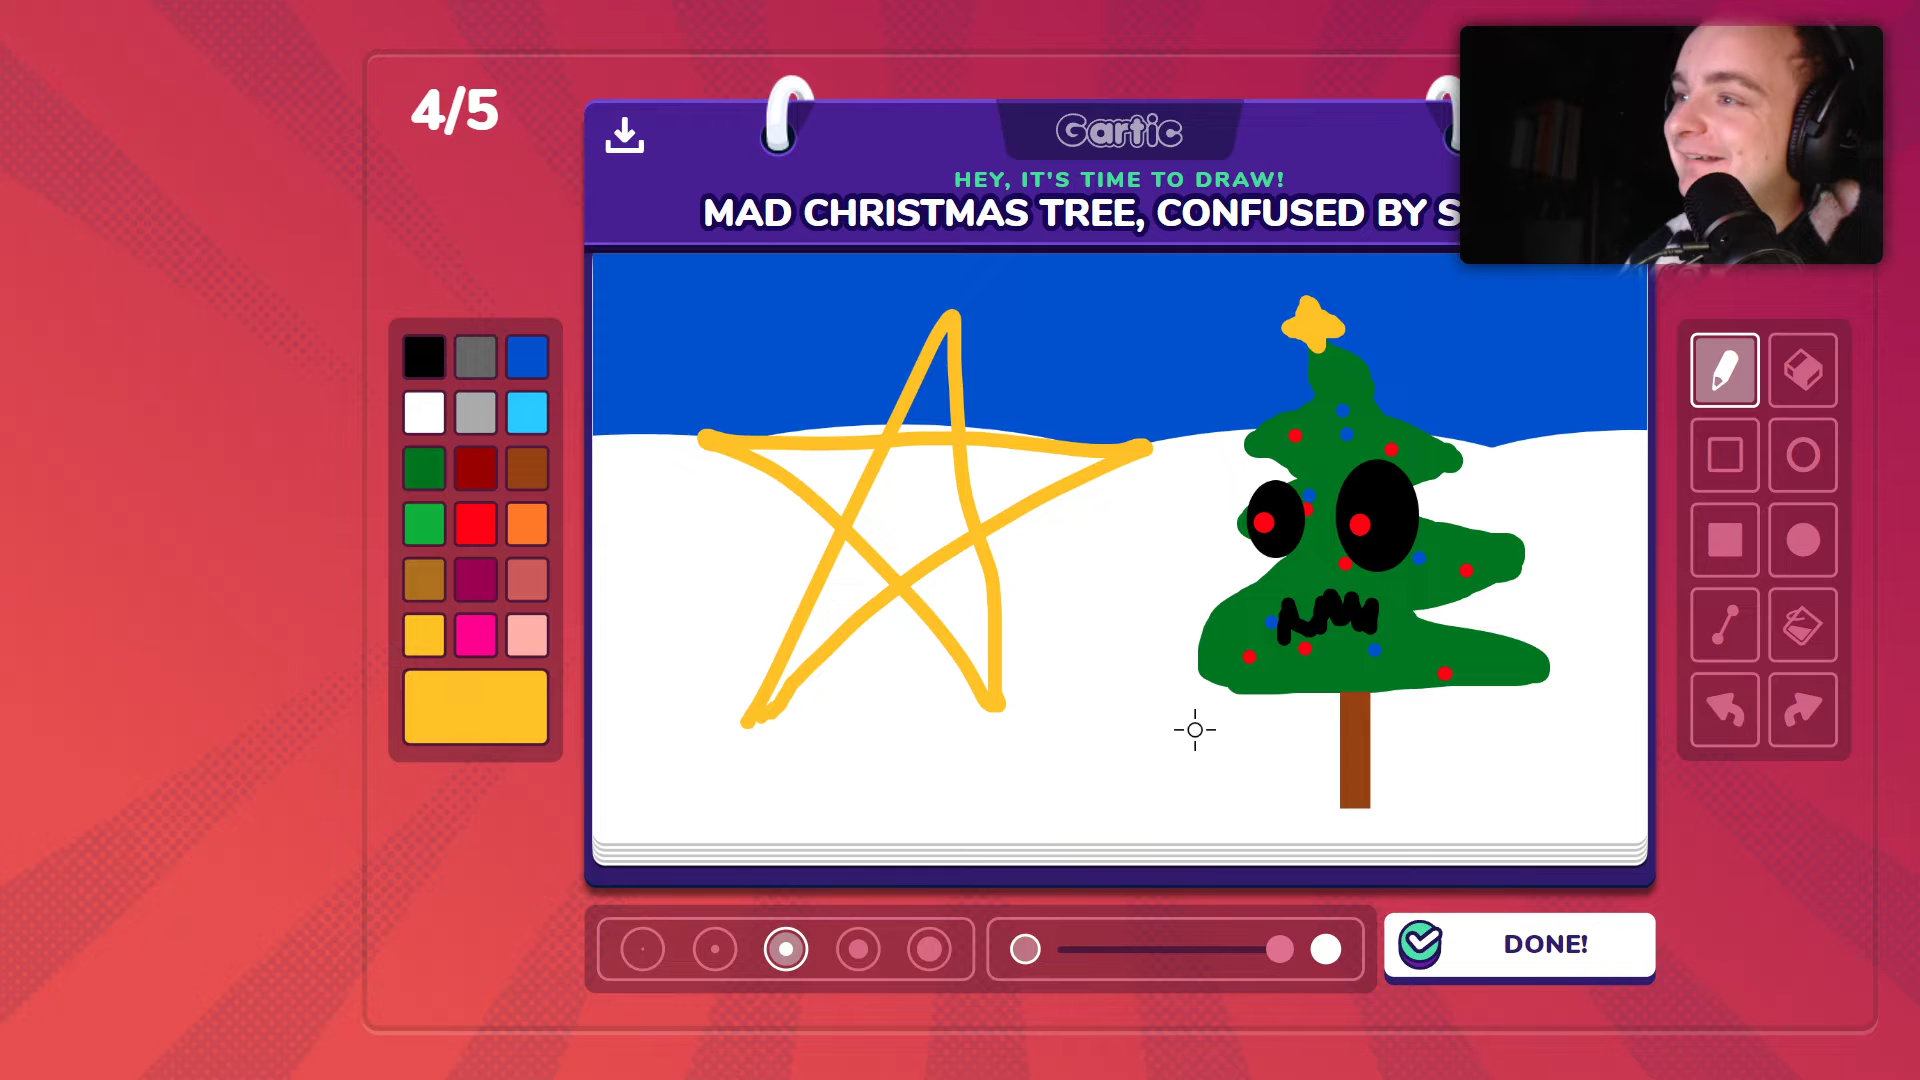 4/5
Gartic
HEY, IT'S TIME TO DRAW!
MAD CHRISTMAS TREE, CONFUSED BY S
DONE!